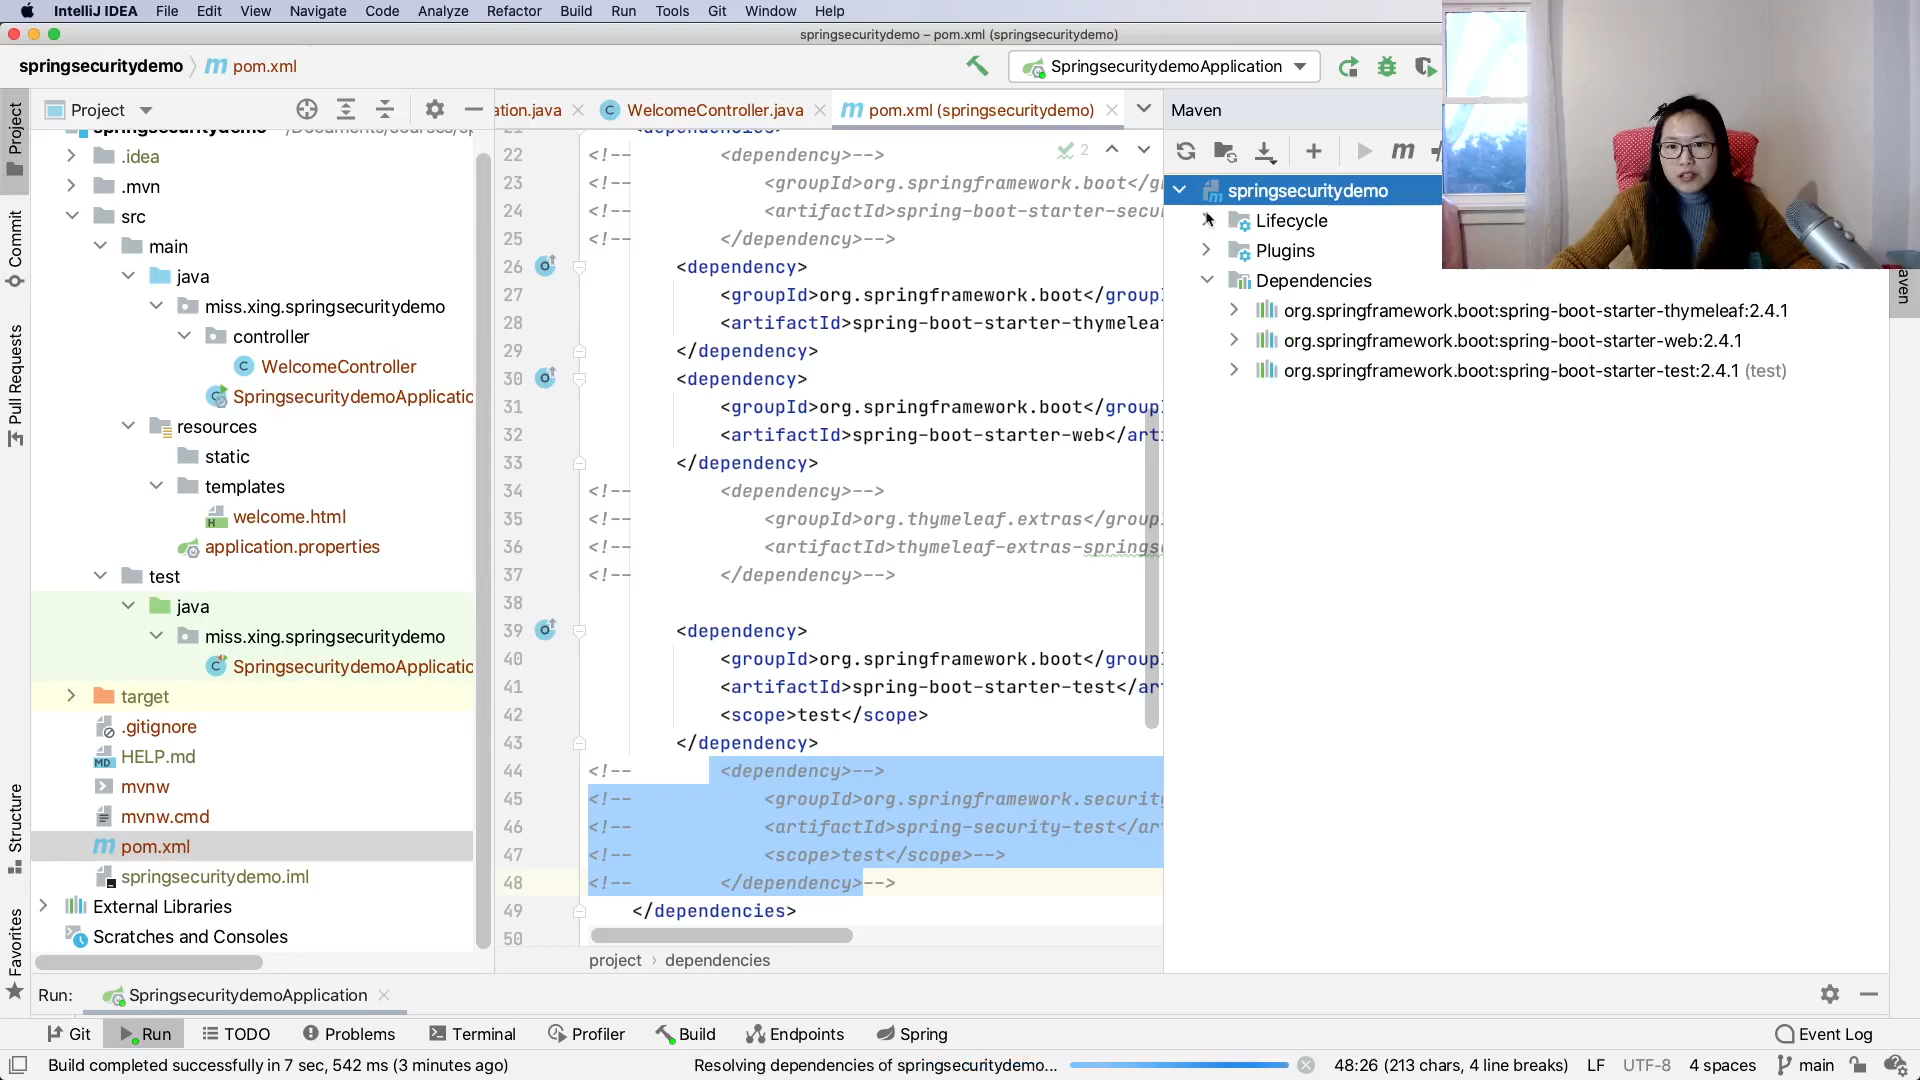 IntelliJ IDEA File Edit View Navigate Code Analyze Refactor Build Run Tools Git Window Help
springsecuritydemo – pom.xml (springsecuritydemo)
springsecuritydemo pom.xml
SpringsecuritydemoApplication
Project
ation.java WelcomeController.java pom.xml (springsecuritydemo)
Maven
Project
Commit
Pull Requests
Structure
Favorites
.idea
.mvn
src
main
java
miss.xing.springsecuritydemo
controller
WelcomeController
SpringsecuritydemoApplicatio
resources
static
templates
welcome.html
application.properties
test
java
miss.xing.springsecuritydemo
SpringsecuritydemoApplicatio
target
.gitignore
HELP.md
mvnw
mvnw.cmd
pom.xml
springsecuritydemo.iml
External Libraries
Scratches and Consoles
2
22 <!-- <dependency>-->
23 <!-- <groupId>org.springframework.boot</g
24 <!-- <artifactId>spring-boot-starter-secu
25 <!-- </dependency>-->
26 <dependency>
27 <groupId>org.springframework.boot</group
28 <artifactId>spring-boot-starter-thymelea
29 </dependency>
30 <dependency>
31 <groupId>org.springframework.boot</group
32 <artifactId>spring-boot-starter-web</art
33 </dependency>
34 <!-- <dependency>-->
35 <!-- <groupId>org.thymeleaf.extras</group
36 <!-- <artifactId>thymeleaf-extras-springs
37 <!-- </dependency>-->
38
39 <dependency>
40 <groupId>org.springframework.boot</group
41 <artifactId>spring-boot-starter-test</ar
42 <scope>test</scope>
43 </dependency>
44 <!-- <dependency>-->
45 <!-- <groupId>org.springframework.security
46 <!-- <artifactId>spring-security-test</ar
47 <!-- <scope>test</scope>-->
48 <!-- </dependency>-->
49 </dependencies>
50
project › dependencies
springsecuritydemo
Lifecycle
Plugins
Dependencies
org.springframework.boot:spring-boot-starter-thymeleaf:2.4.1
org.springframework.boot:spring-boot-starter-web:2.4.1
org.springframework.boot:spring-boot-starter-test:2.4.1 (test)
Run: SpringsecuritydemoApplication
Git Run TODO Problems Terminal Profiler Build Endpoints Spring Event Log
Build completed successfully in 7 sec, 542 ms (3 minutes ago) Resolving dependencies of springsecuritydemo... 48:26 (213 chars, 4 line breaks) LF UTF-8 4 spaces main